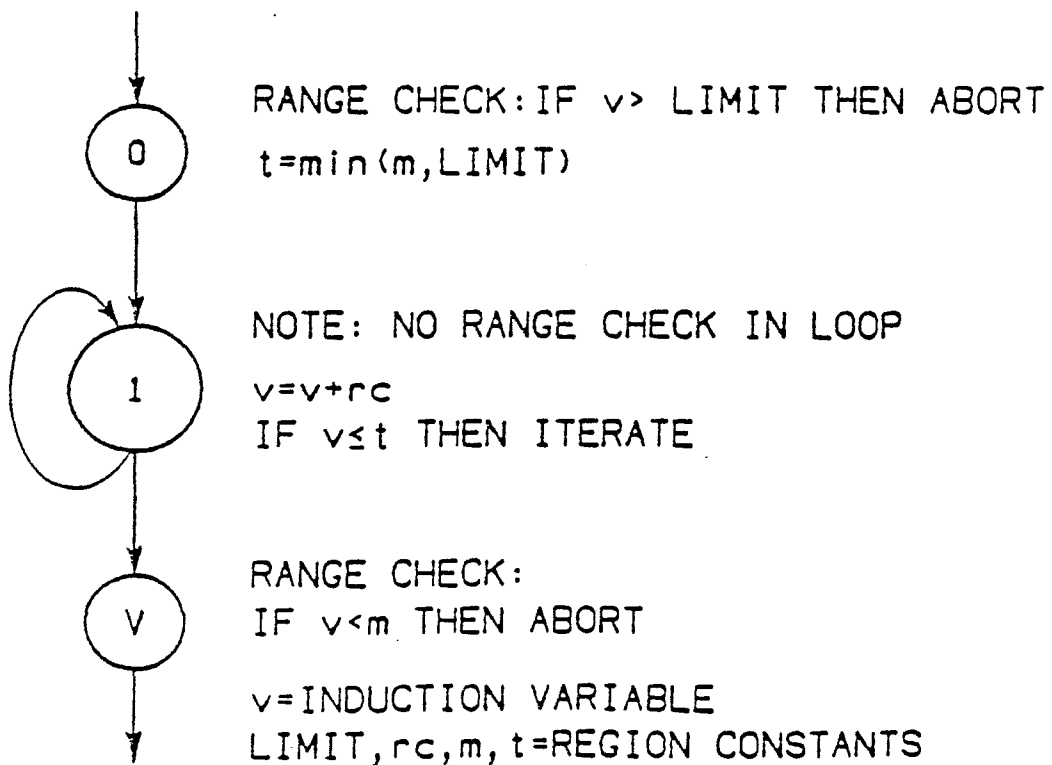 RANGE CHECK: IF v> LIMIT THEN ABORT
0
t=min(m,LIMIT)
NOTE: NO RANGE CHECK IN LOOP
1
v=v+rc
IF v≤t THEN ITERATE
RANGE CHECK:
V
IF v<m THEN ABORT
v=INDUCTION VARIABLE
LIMIT,rc,m,t=REGION CONSTANTS